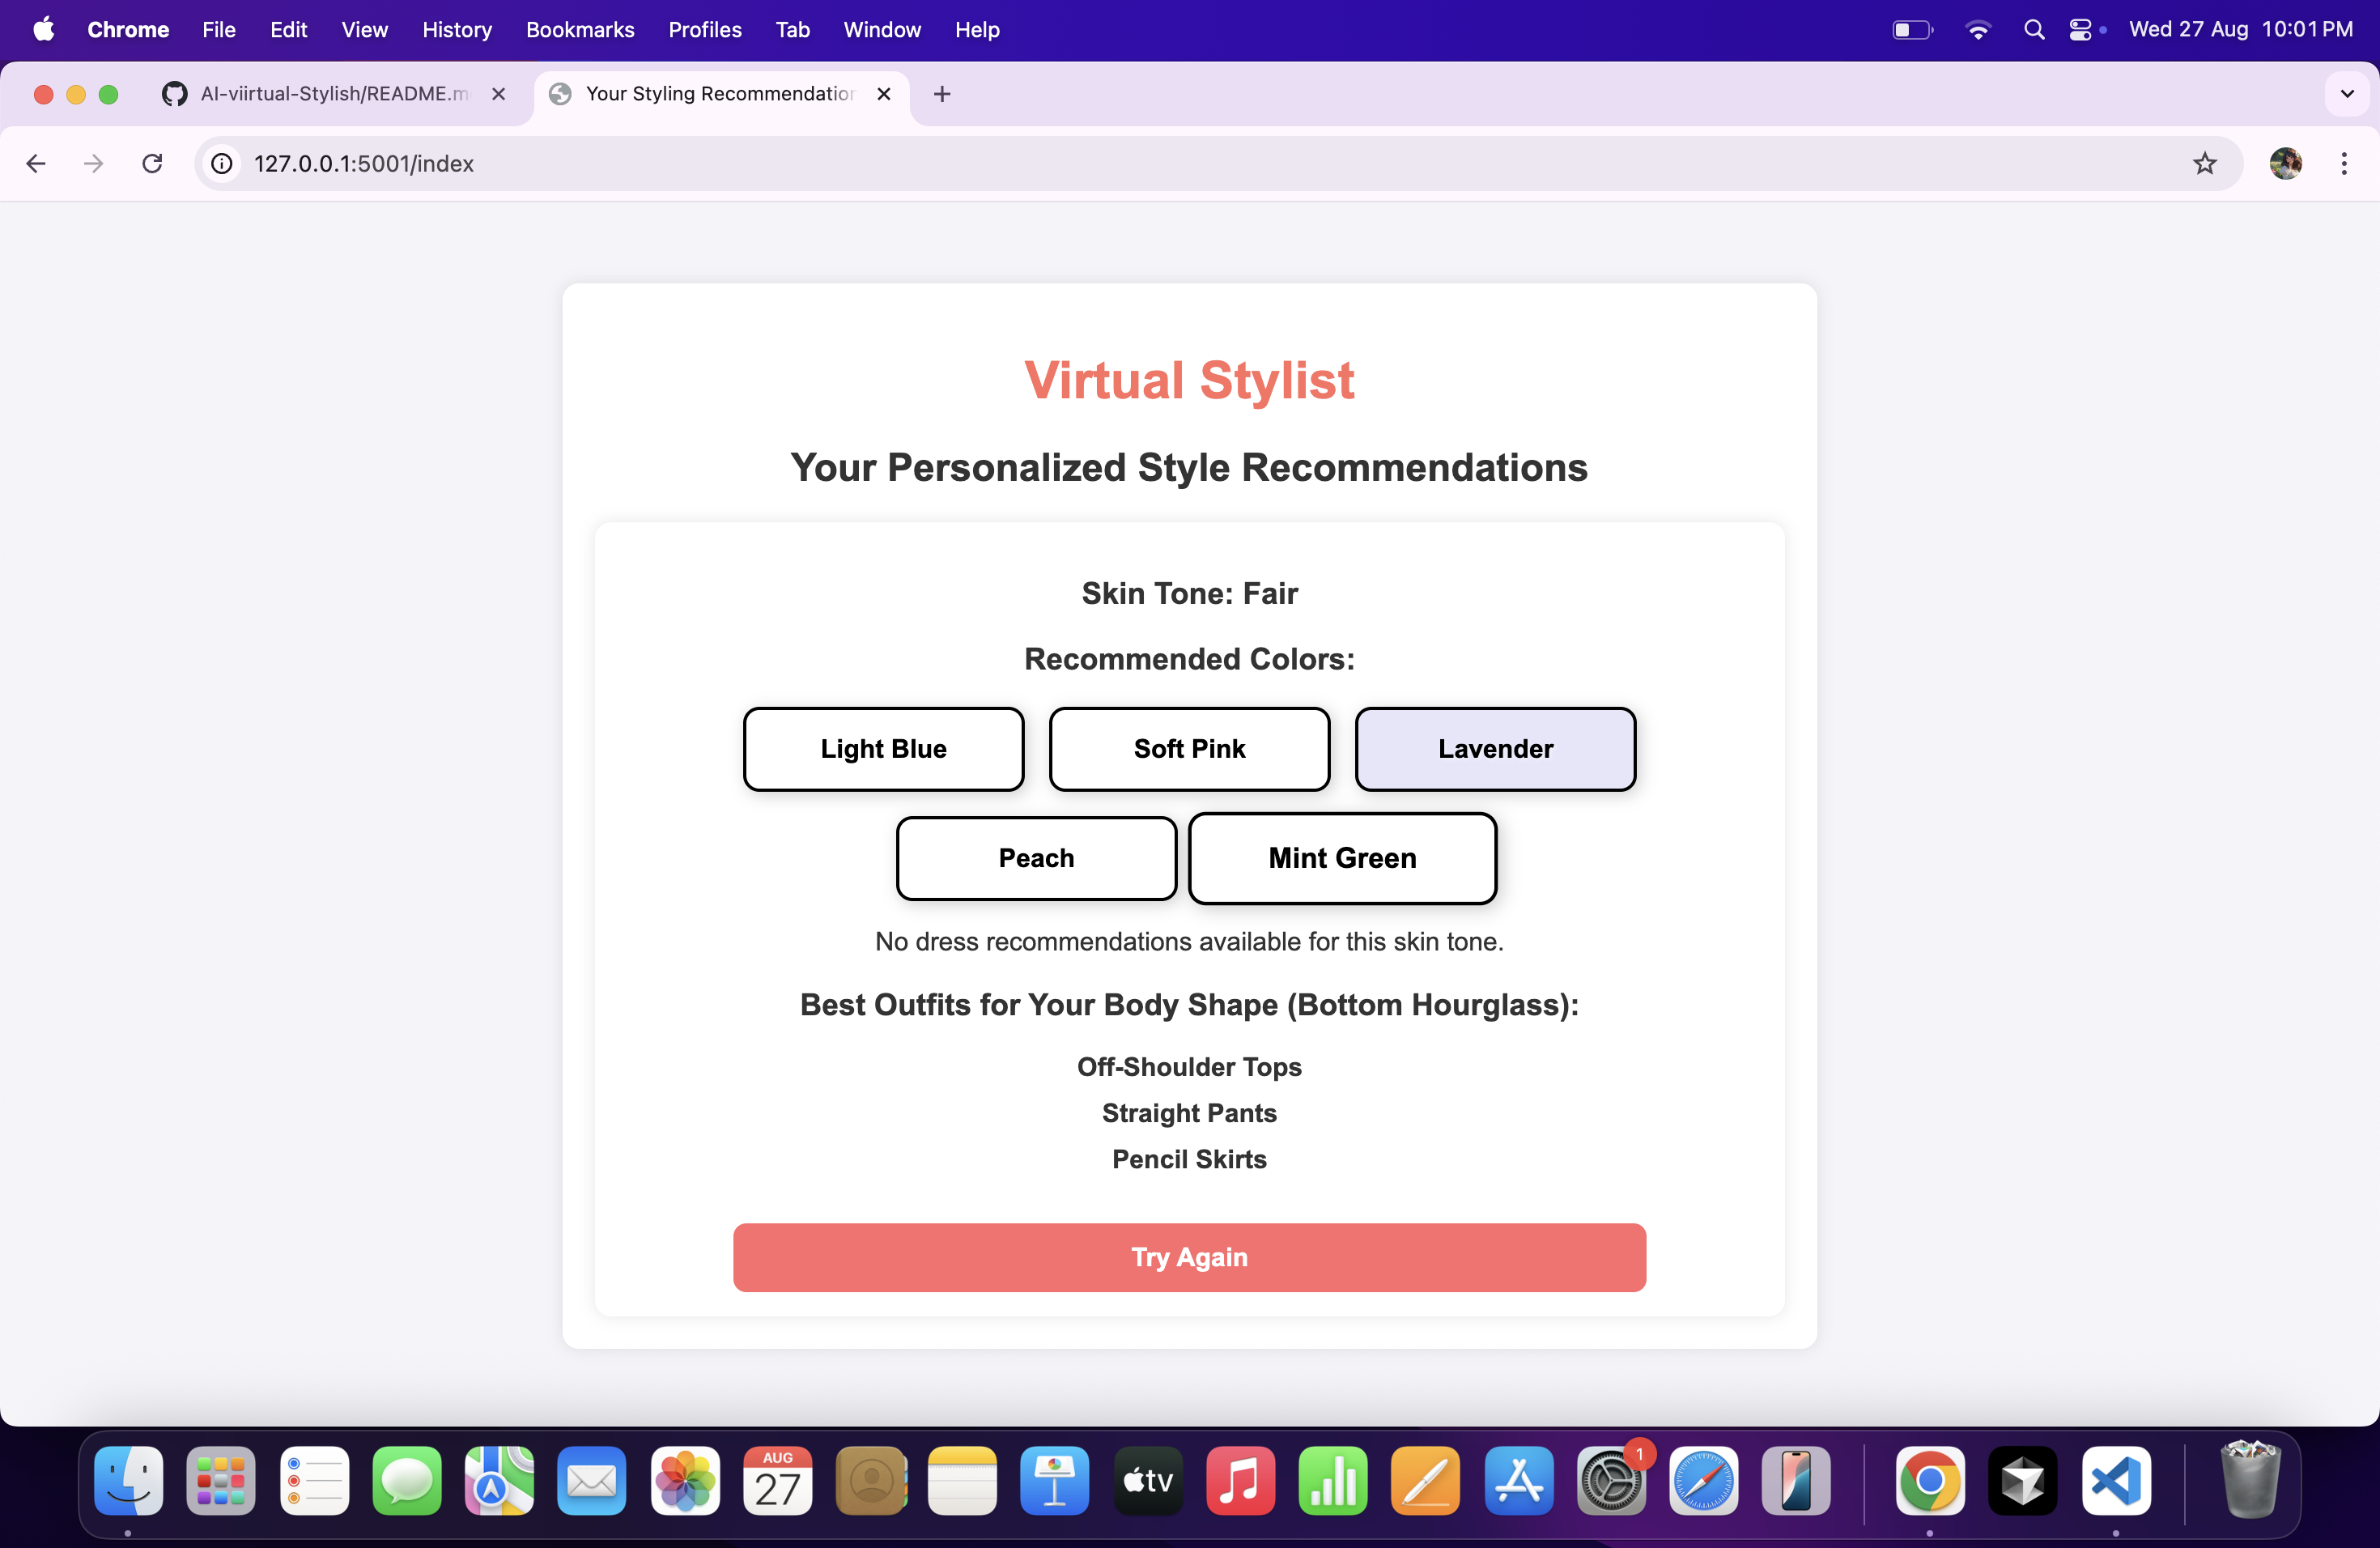 Chrome File Edit View History Bookmarks Profiles Tab Window Help Wed 27 Aug 10:01 PM
AI-viirtual-Stylish/README.m Your Styling Recommendation
127.0.0.1:5001/index
Virtual Stylist
Your Personalized Style Recommendations
Skin Tone: Fair
Recommended Colors:
Light Blue Soft Pink Lavender
Peach Mint Green
No dress recommendations available for this skin tone.
Best Outfits for Your Body Shape (Bottom Hourglass):
Off-Shoulder Tops
Straight Pants
Pencil Skirts
Try Again
AUG
27
tv
1